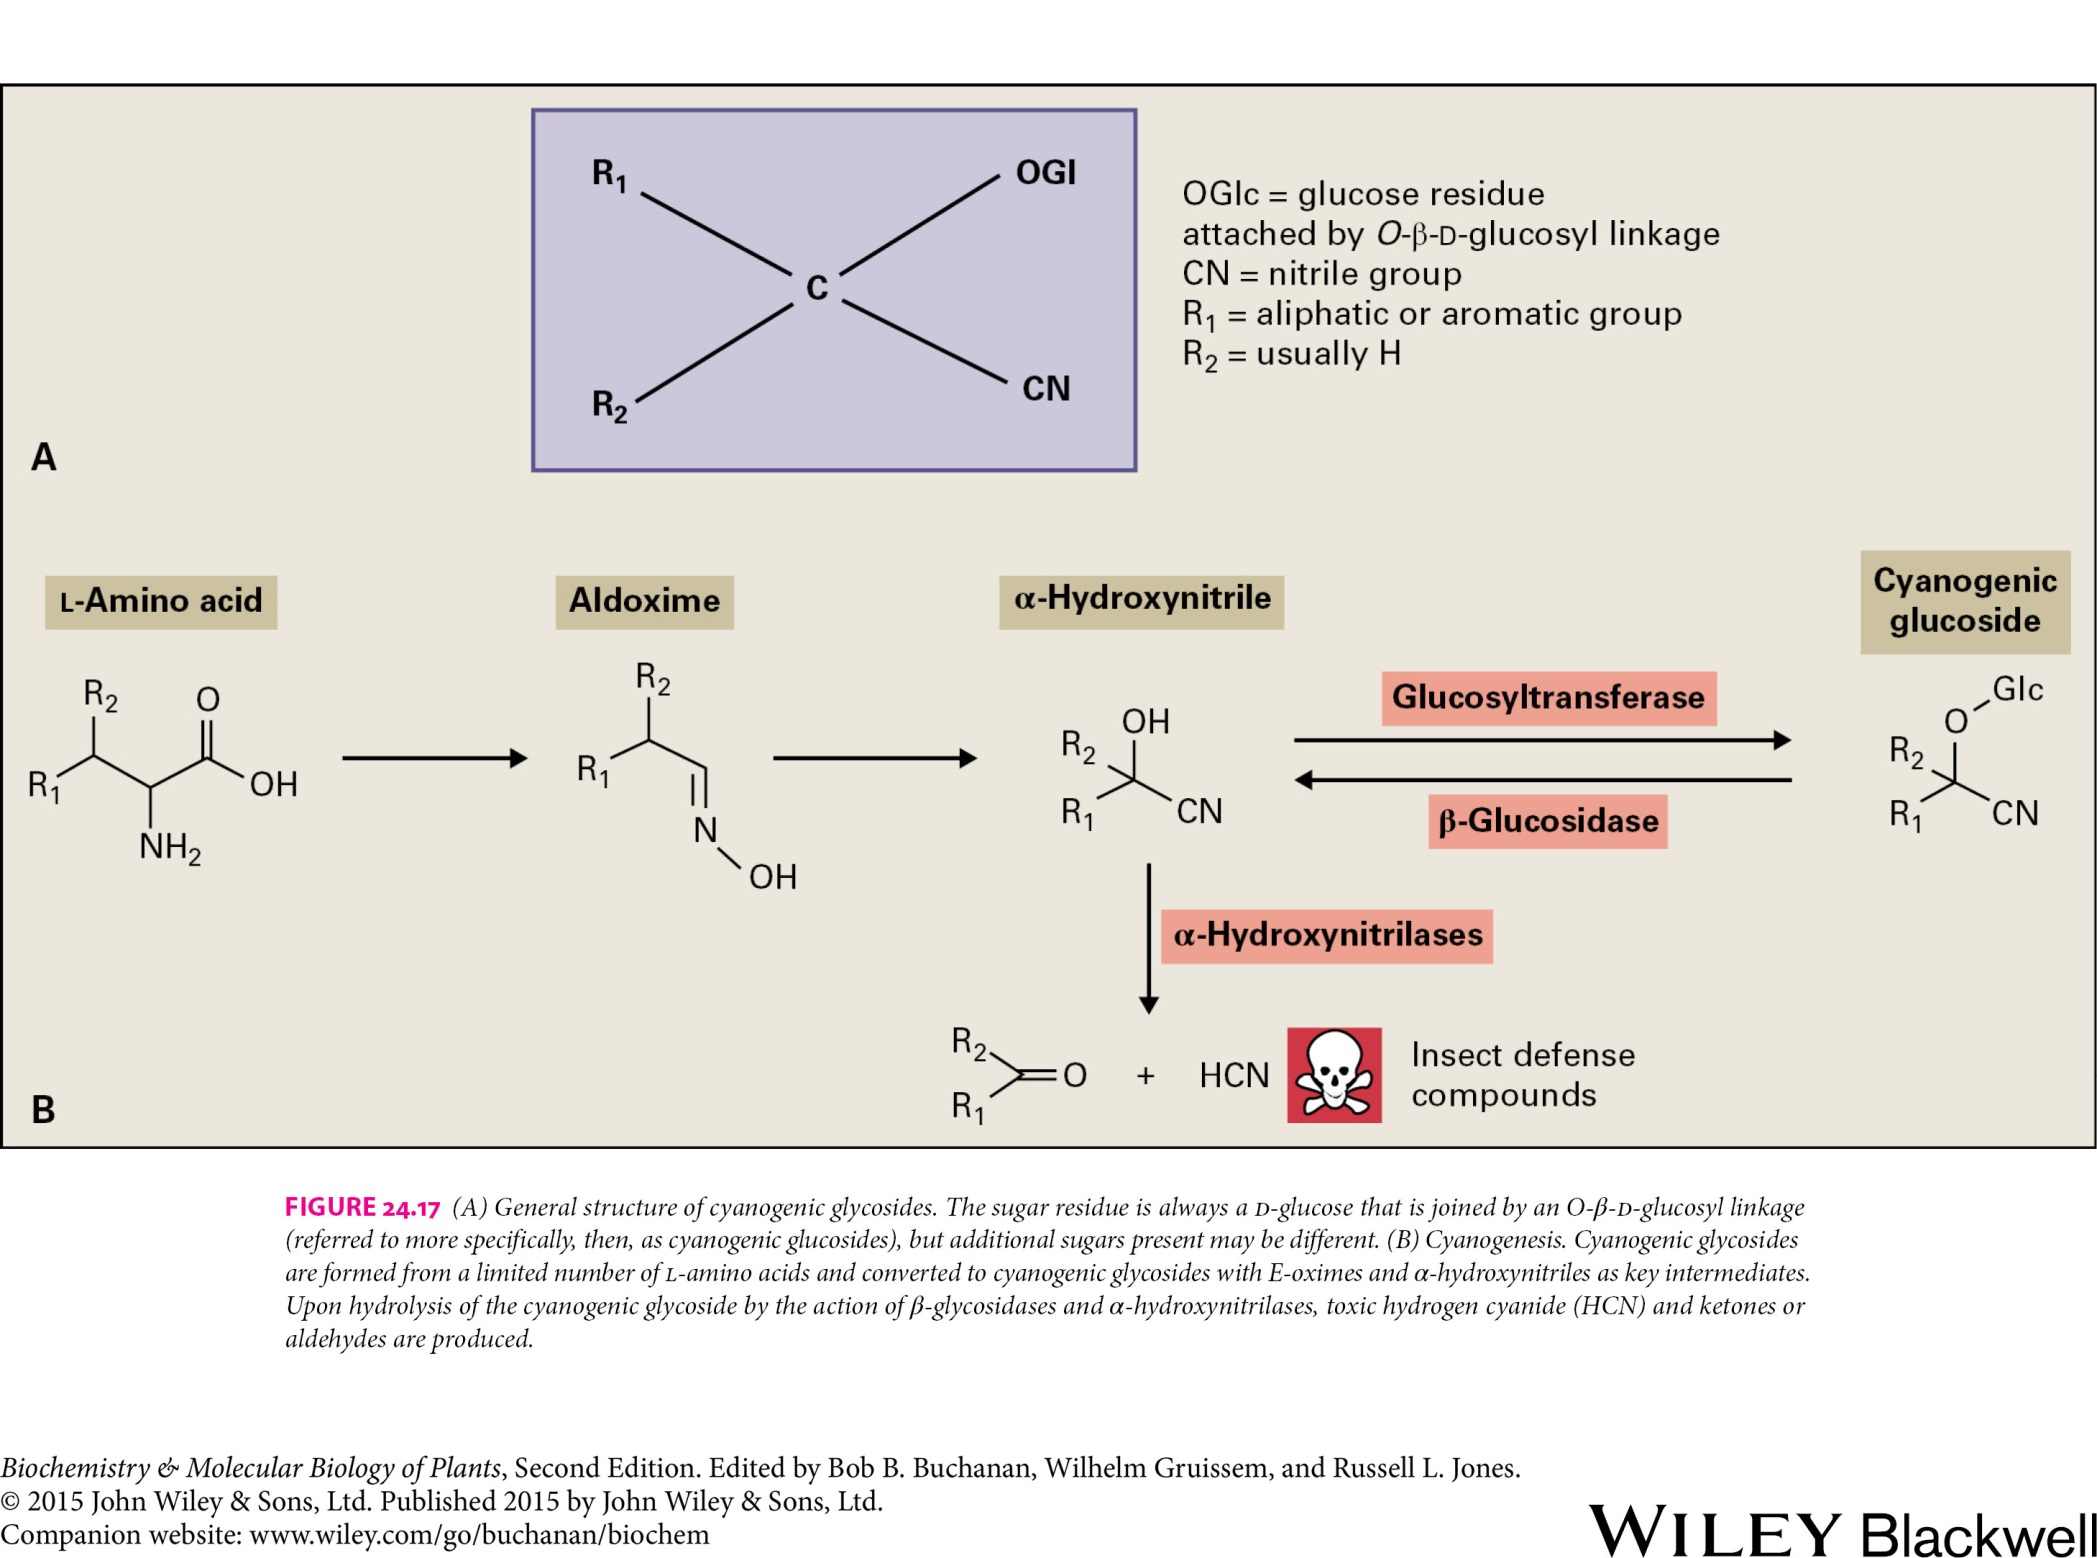 R1
OGl
C
R2
CN
OGlc = glucose residue
attached by O-β-D-glucosyl linkage
CN = nitrile group
R1 = aliphatic or aromatic group
R2 = usually H
A
L-Amino acid
Aldoxime
α-Hydroxynitrile
Cyanogenic
glucoside
R2
O
R1
OH
NH2
R2
R1
N
OH
OH
R2
R1
CN
Glucosyltransferase
β-Glucosidase
Glc
O
R2
R1
CN
α-Hydroxynitrilases
R2
O
R1
+
HCN
Insect defense
compounds
B
FIGURE 24.17 (A) General structure of cyanogenic glycosides. The sugar residue is always a D-glucose that is joined by an O-β-D-glucosyl linkage
(referred to more specifically, then, as cyanogenic glucosides), but additional sugars present may be different. (B) Cyanogenesis. Cyanogenic glycosides
are formed from a limited number of L-amino acids and converted to cyanogenic glycosides with E-oximes and α-hydroxynitriles as key intermediates.
Upon hydrolysis of the cyanogenic glycoside by the action of β-glycosidases and α-hydroxynitrilases, toxic hydrogen cyanide (HCN) and ketones or
aldehydes are produced.
Biochemistry & Molecular Biology of Plants, Second Edition. Edited by Bob B. Buchanan, Wilhelm Gruissem, and Russell L. Jones.
© 2015 John Wiley & Sons, Ltd. Published 2015 by John Wiley & Sons, Ltd.
Companion website: www.wiley.com/go/buchanan/biochem
WILEY Blackwell